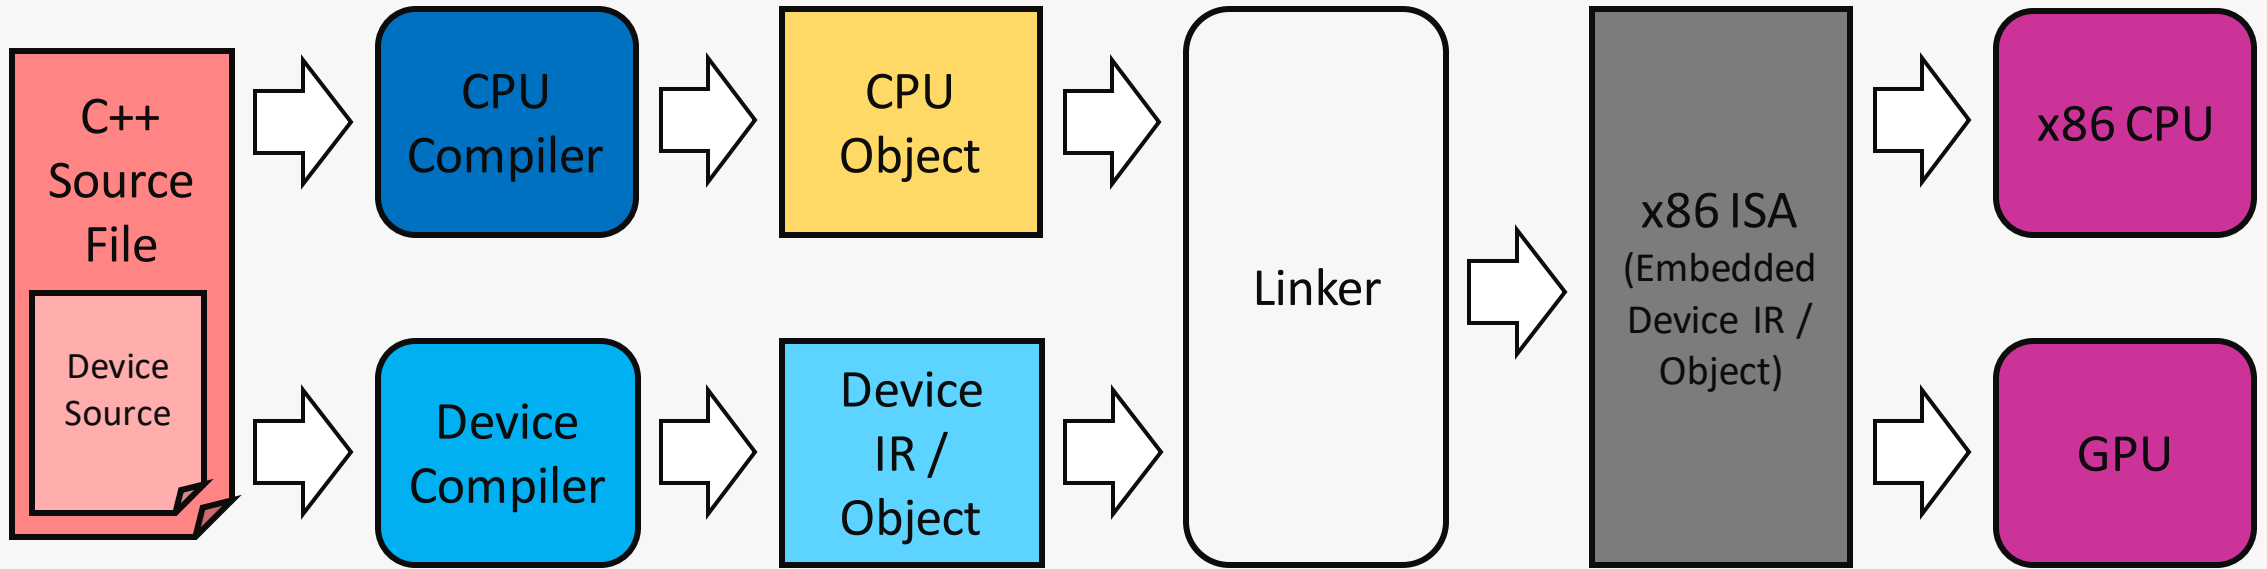 C++
Source
File
Device
Source
CPU
Compiler
Device
Compiler
CPU
Object
Device
IR /
Object
Linker
x86 ISA
(Embedded
Device IR /
Object)
x86 CPU
GPU